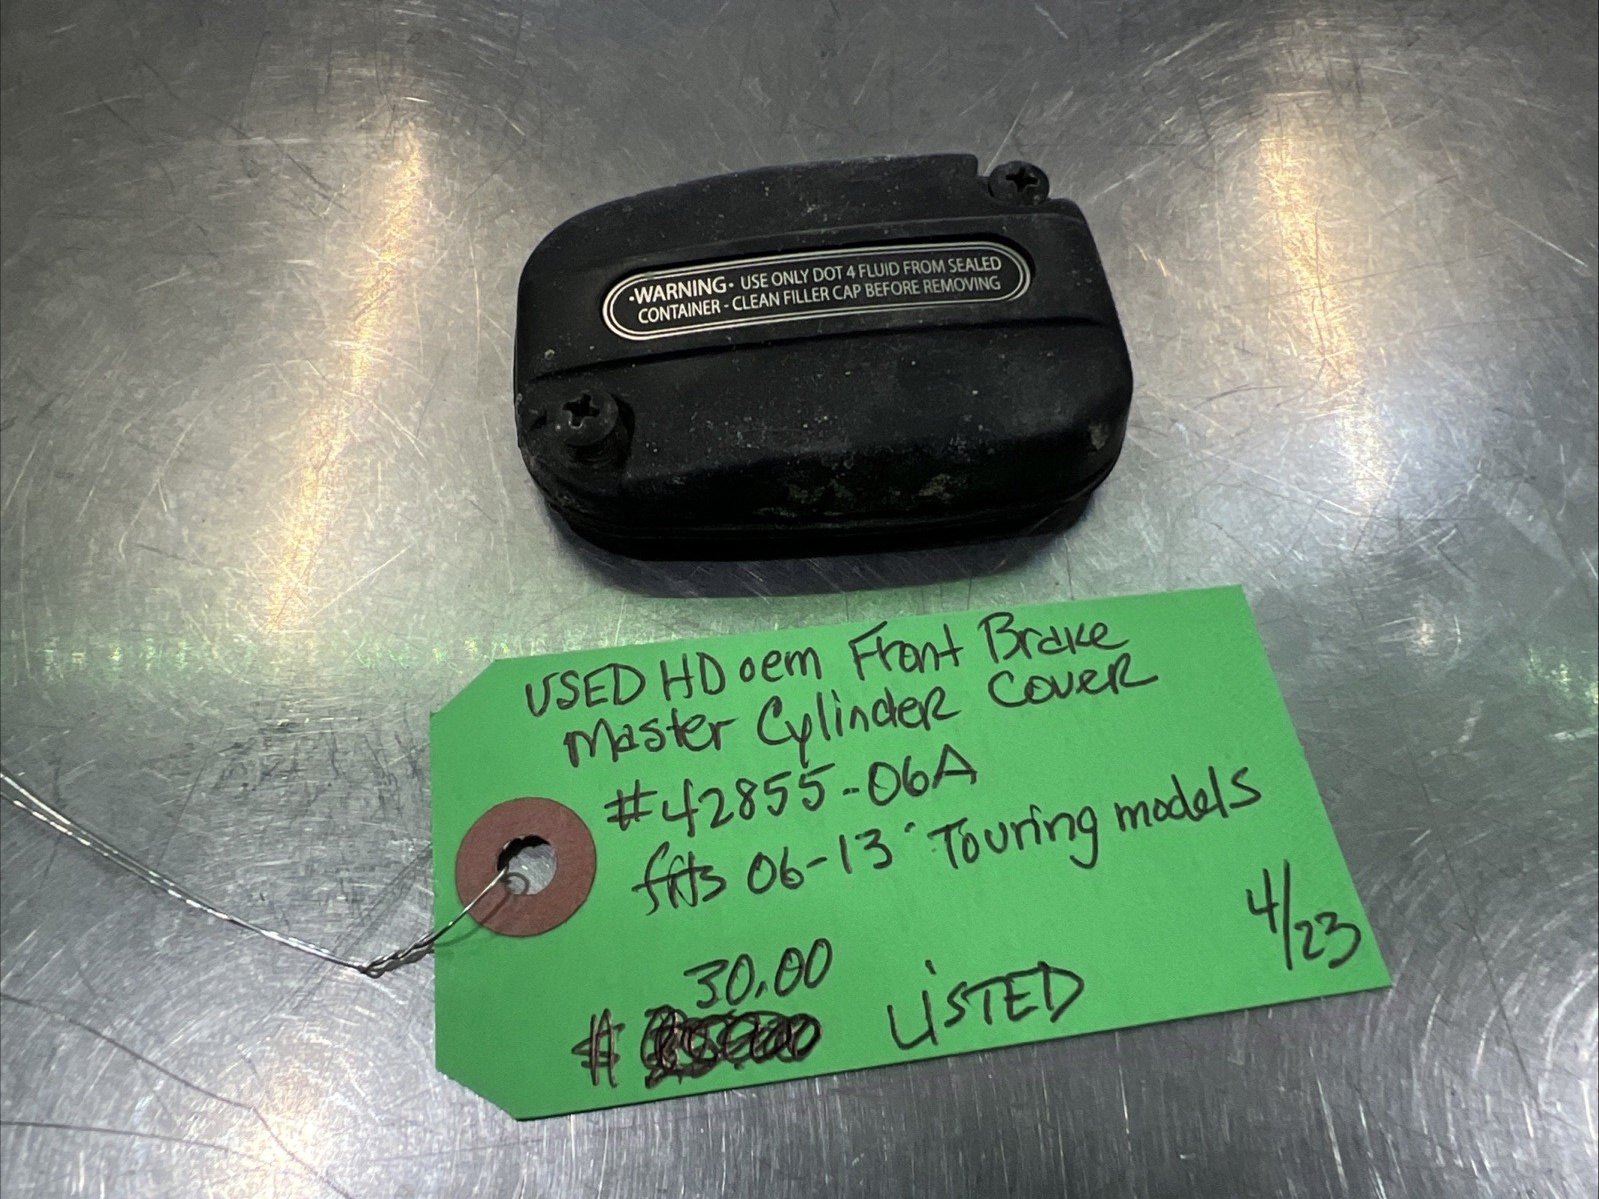 ·WARNING· USE ONLY DOT 4 FLUID FROM SEALED
CONTAINER - CLEAN FILLER CAP BEFORE REMOVING
USED HD oem Front Brake
Master Cylinder Cover
#42855-06A
fits 06-13' Touring models
4/23
30.00
# LISTED